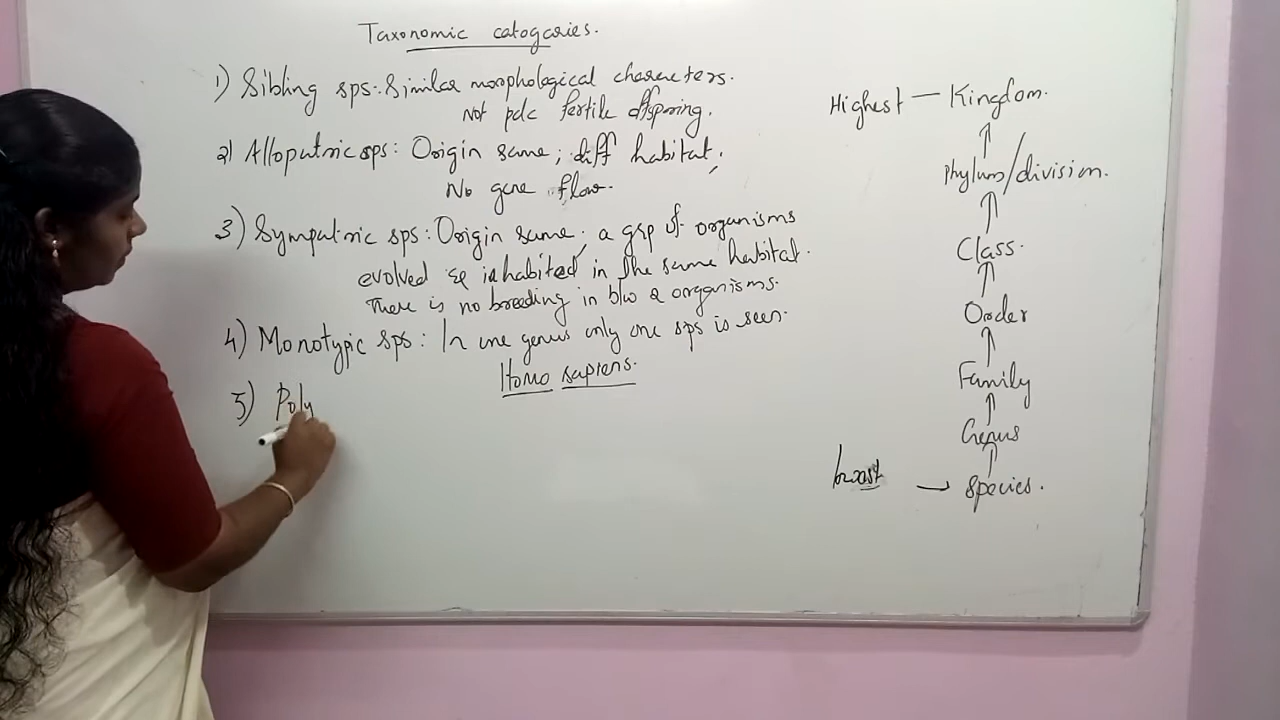 Taxonomic catogaries.
1) Sibling sps:. Similar morphological characters.
Not pdc fertile offspring.
2) Allopatric sps: Origin same; diff habitat,
No gene flow.
3) Sympatric sps: Origin same, a grp of organisms
evolved & inhabited in the same habitat.
There is no breeding in b/w 2 organisms.
4) Monotypic sps: In one genus only one sps is seen.
Homo sapiens.
5) Poly
Highest — Kingdom.
↑
Phylum/division.
↑
Class.
↑
Order
↑
Family
↑
Genus
↑
→ Species.